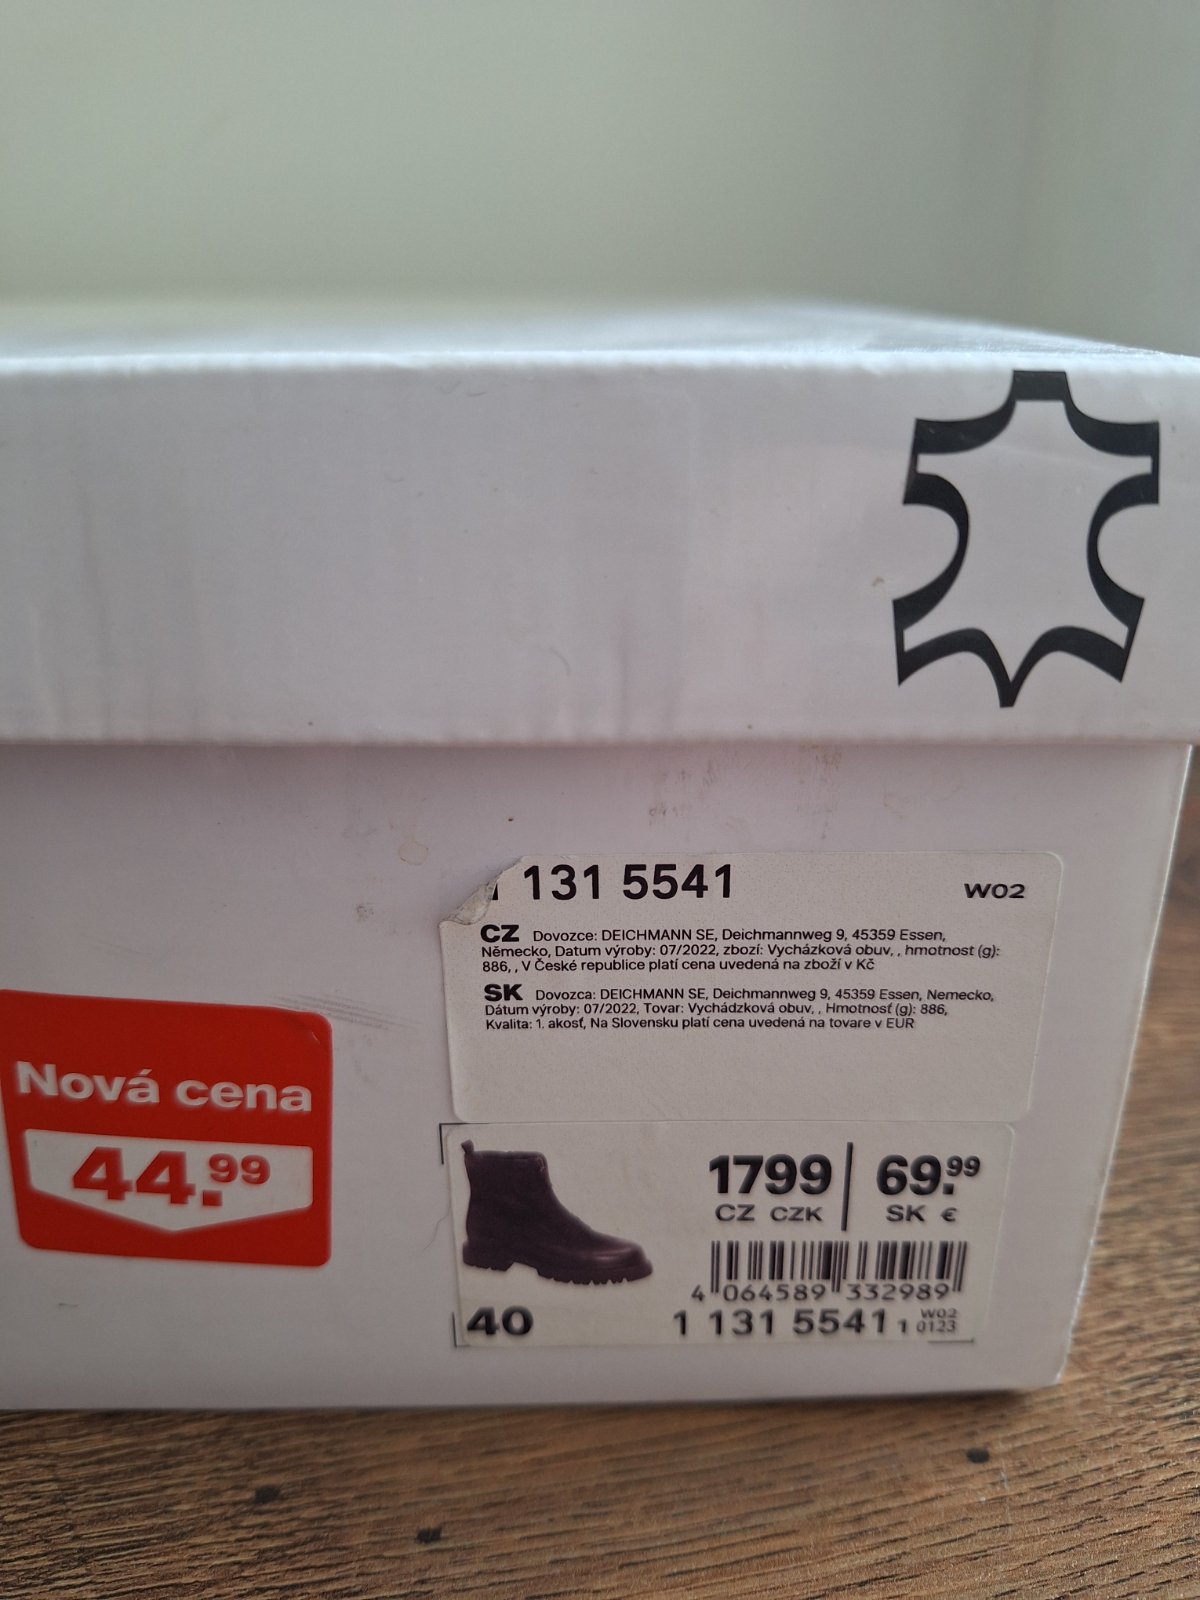 1 131 5541
W02
CZ Dovozce: DEICHMANN SE, Deichmannweg 9, 45359 Essen,
Německo, Datum výroby: 07/2022, zboží: Vycházková obuv, , hmotnost (g):
886, , V České republice platí cena uvedená na zboží v Kč
SK Dovozca: DEICHMANN SE, Deichmannweg 9, 45359 Essen, Nemecko,
Dátum výroby: 07/2022, Tovar: Vychádzková obuv, , Hmotnosť (g): 886,
Kvalita: 1. akosť, Na Slovensku platí cena uvedená na tovare v EUR
Nová cena
44.99
1799 69.99
CZ CZK SK €
4 064589 332989
40
1 131 5541 1 W02 0123